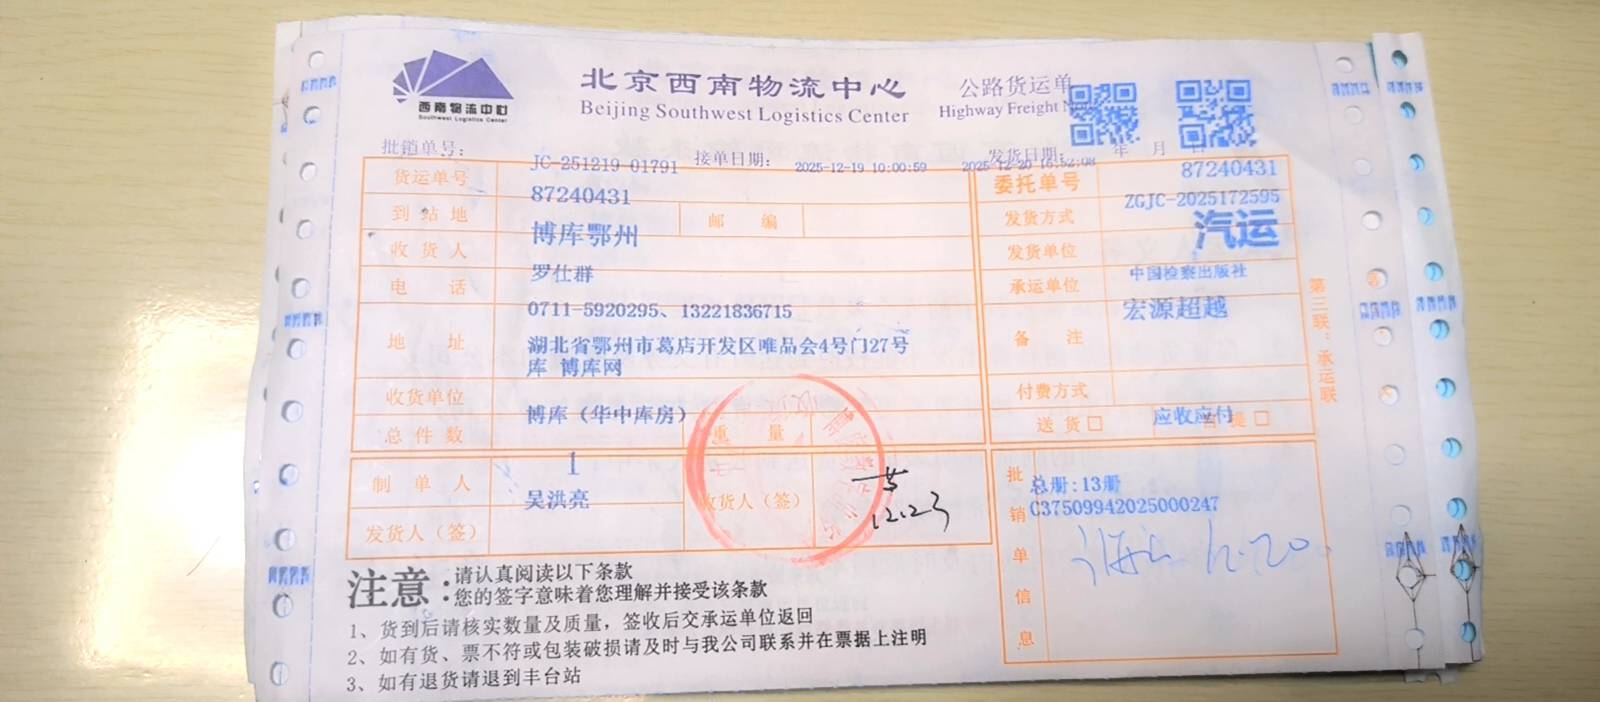 西南物流中心
Southwest Logistics Center
北京西南物流中心
Beijing Southwest Logistics Center
公路货运单
Highway Freight
批销单号: JC-251219-01791 接单日期: 2025-12-19 10:00:59 发货日期: 2025-12-20 16:52:08 年 月 日
货运单号 87240431
委托单号 87240431
ZGJC-2025172595
到站地 博库鄂州 邮编
发货方式 汽运
收货人 罗仕群
发货单位 中国检察出版社
电话 0711-5920295、13221836715
承运单位 宏源超越
地址 湖北省鄂州市葛店开发区唯品会4号门27号
库 博库网
备注
收货单位 博库（华中库房）
付费方式 应收应付
总件数 1 重量
送货□ 自提□
制单人 吴洪亮
发货人（签）
收货人（签）
12.23
批销单信息
总册:13册
C37509942025000247
12.20
第三联：承运联
注意：请认真阅读以下条款
您的签字意味着您理解并接受该条款
1、货到后请核实数量及质量，签收后交承运单位返回
2、如有货、票不符或包装破损请及时与我公司联系并在票据上注明
3、如有退货请退到丰台站